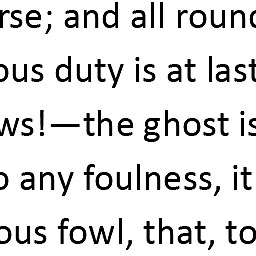 rse; and all round
ous duty is at last
ws!—the ghost is
o any foulness, it
ous fowl, that, to